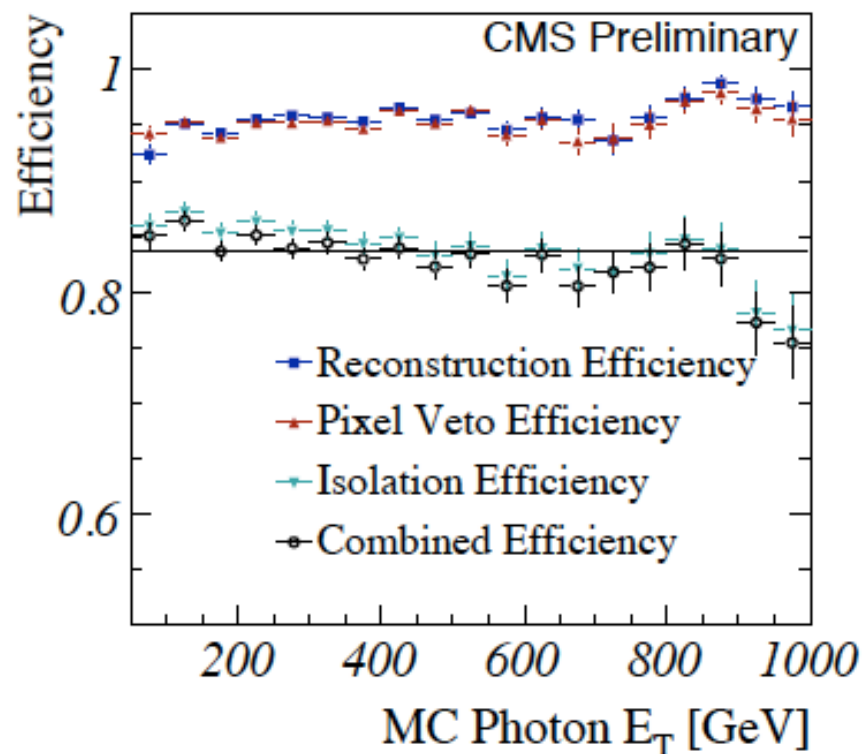 CMS Preliminary
Efficiency
1
0.8
0.6
Reconstruction Efficiency
Pixel Veto Efficiency
Isolation Efficiency
Combined Efficiency
200 400 600 800 1000
MC Photon E_T [GeV]